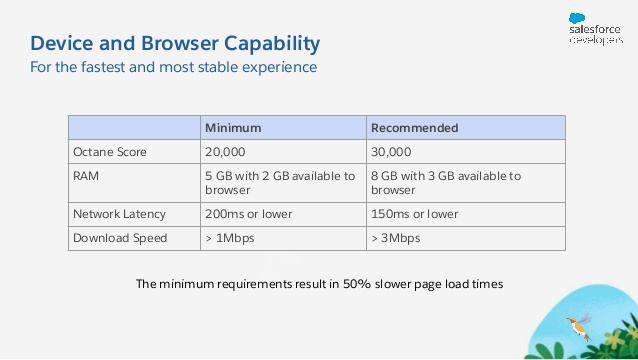 Device and Browser Capability
salesforce
developers
For the fastest and most stable experience
Minimum Recommended
Octane Score 20,000 30,000
RAM 5 GB with 2 GB available to 8 GB with 3 GB available to
browser browser
Network Latency 200ms or lower 150ms or lower
Download Speed > 1Mbps > 3Mbps
The minimum requirements result in 50% slower page load times